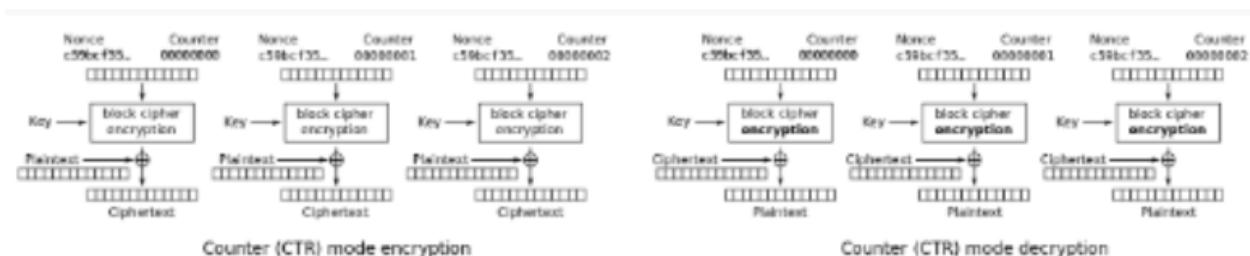 Nonce Counter Nonce Counter Nonce Counter Nonce Counter Nonce Counter Nonce Counter
c59bcf35… 00000000 c59bcf35… 00000001 c59bcf35… 00000002 c59bcf35… 00000000 c59bcf35… 00000001 c59bcf35… 00000002
Key block cipher encryption Key block cipher encryption Key block cipher encryption Key block cipher encryption Key block cipher encryption Key block cipher encryption
Plaintext Plaintext Plaintext Ciphertext Ciphertext Ciphertext
Ciphertext Ciphertext Ciphertext Plaintext Plaintext Plaintext
Counter (CTR) mode encryption Counter (CTR) mode decryption